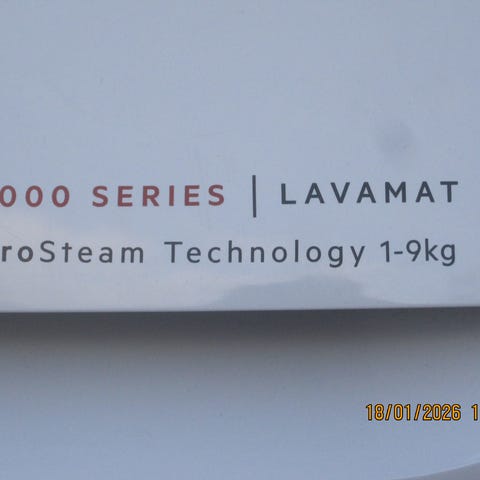 000 SERIES | LAVAMAT
roSteam Technology 1-9kg
18/01/2026 1